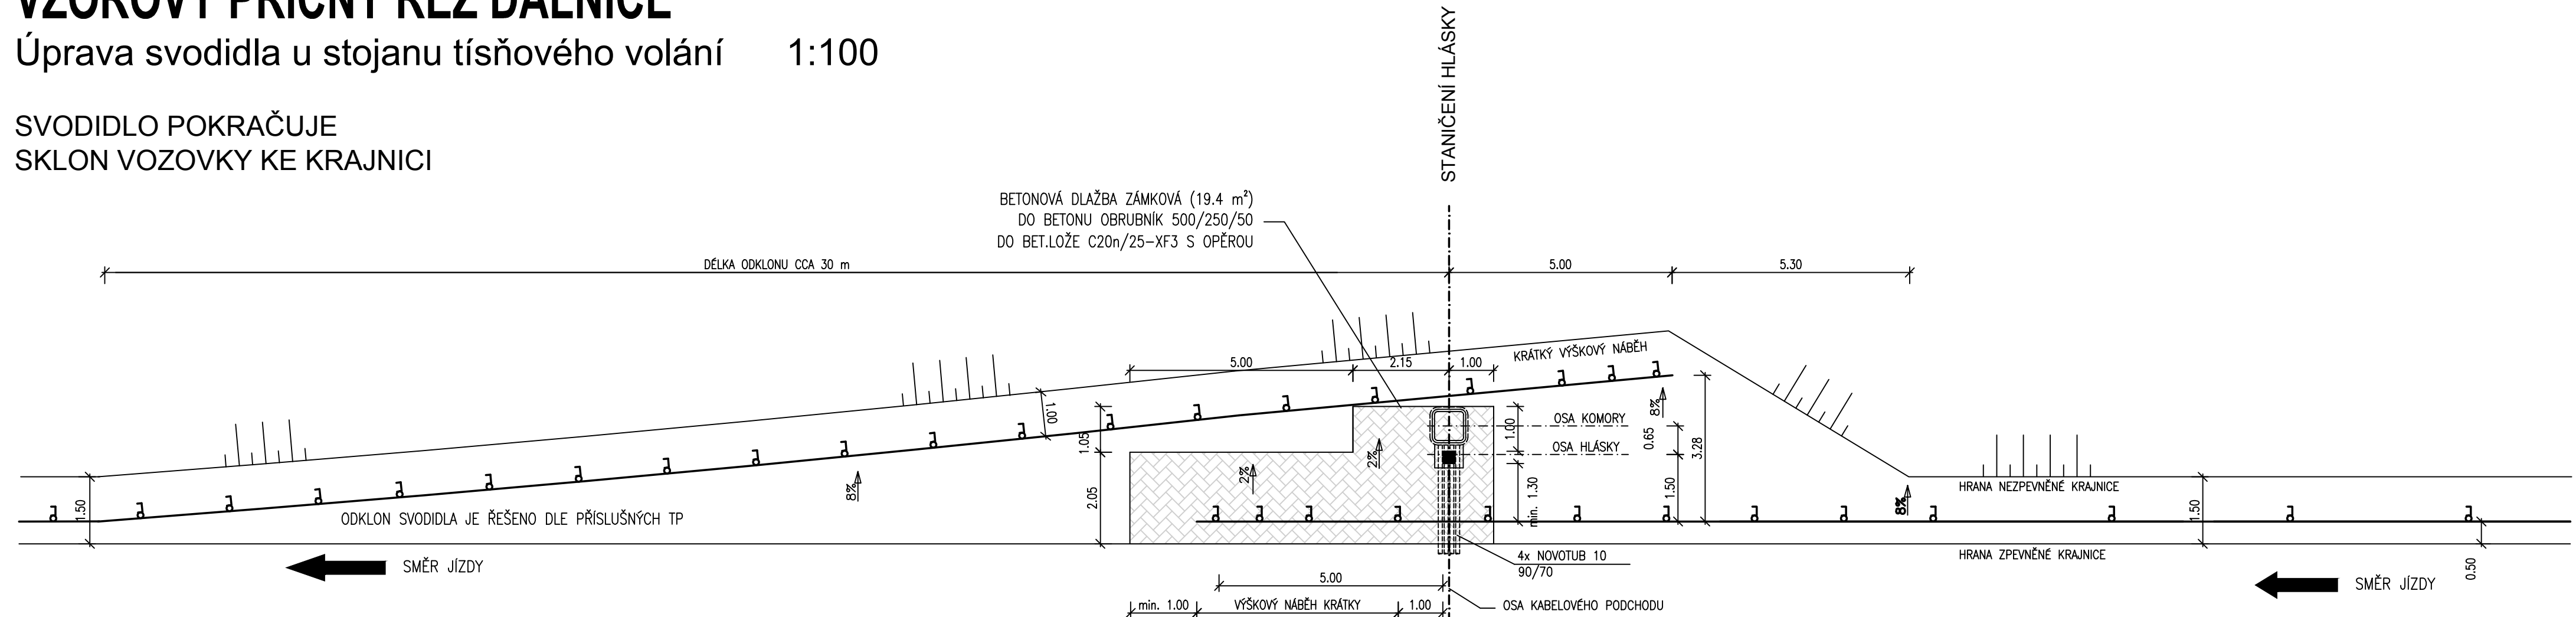 VZOROVÝ PŘÍČNÝ ŘEZ DÁLNICE
Úprava svodidla u stojanu tísňového volání 1:100
SVODIDLO POKRAČUJE
SKLON VOZOVKY KE KRAJNICI
STANIČENÍ HLÁSKY
BETONOVÁ DLAŽBA ZÁMKOVÁ (19.4 m²)
DO BETONU OBRUBNÍK 500/250/50
DO BET.LOŽE C20n/25-XF3 S OPĚROU
DÉLKA ODKLONU CCA 30 m
5.00
5.30
5.00
2.15
1.00
KRÁTKÝ VÝŠKOVÝ NÁBĚH
1.00
1.05
2.05
1.00
OSA KOMORY
OSA HLÁSKY
8%
0.65
3.28
2%
2%
8%
min. 1.30
1.50
8%
HRANA NEZPEVNĚNÉ KRAJNICE
1.50
1.50
ODKLON SVODIDLA JE ŘEŠENO DLE PŘÍSLUŠNÝCH TP
HRANA ZPEVNĚNÉ KRAJNICE
0.50
4x NOVOTUB 10
90/70
SMĚR JÍZDY
SMĚR JÍZDY
5.00
min. 1.00
VÝŠKOVÝ NÁBĚH KRÁTKÝ
1.00
OSA KABELOVÉHO PODCHODU